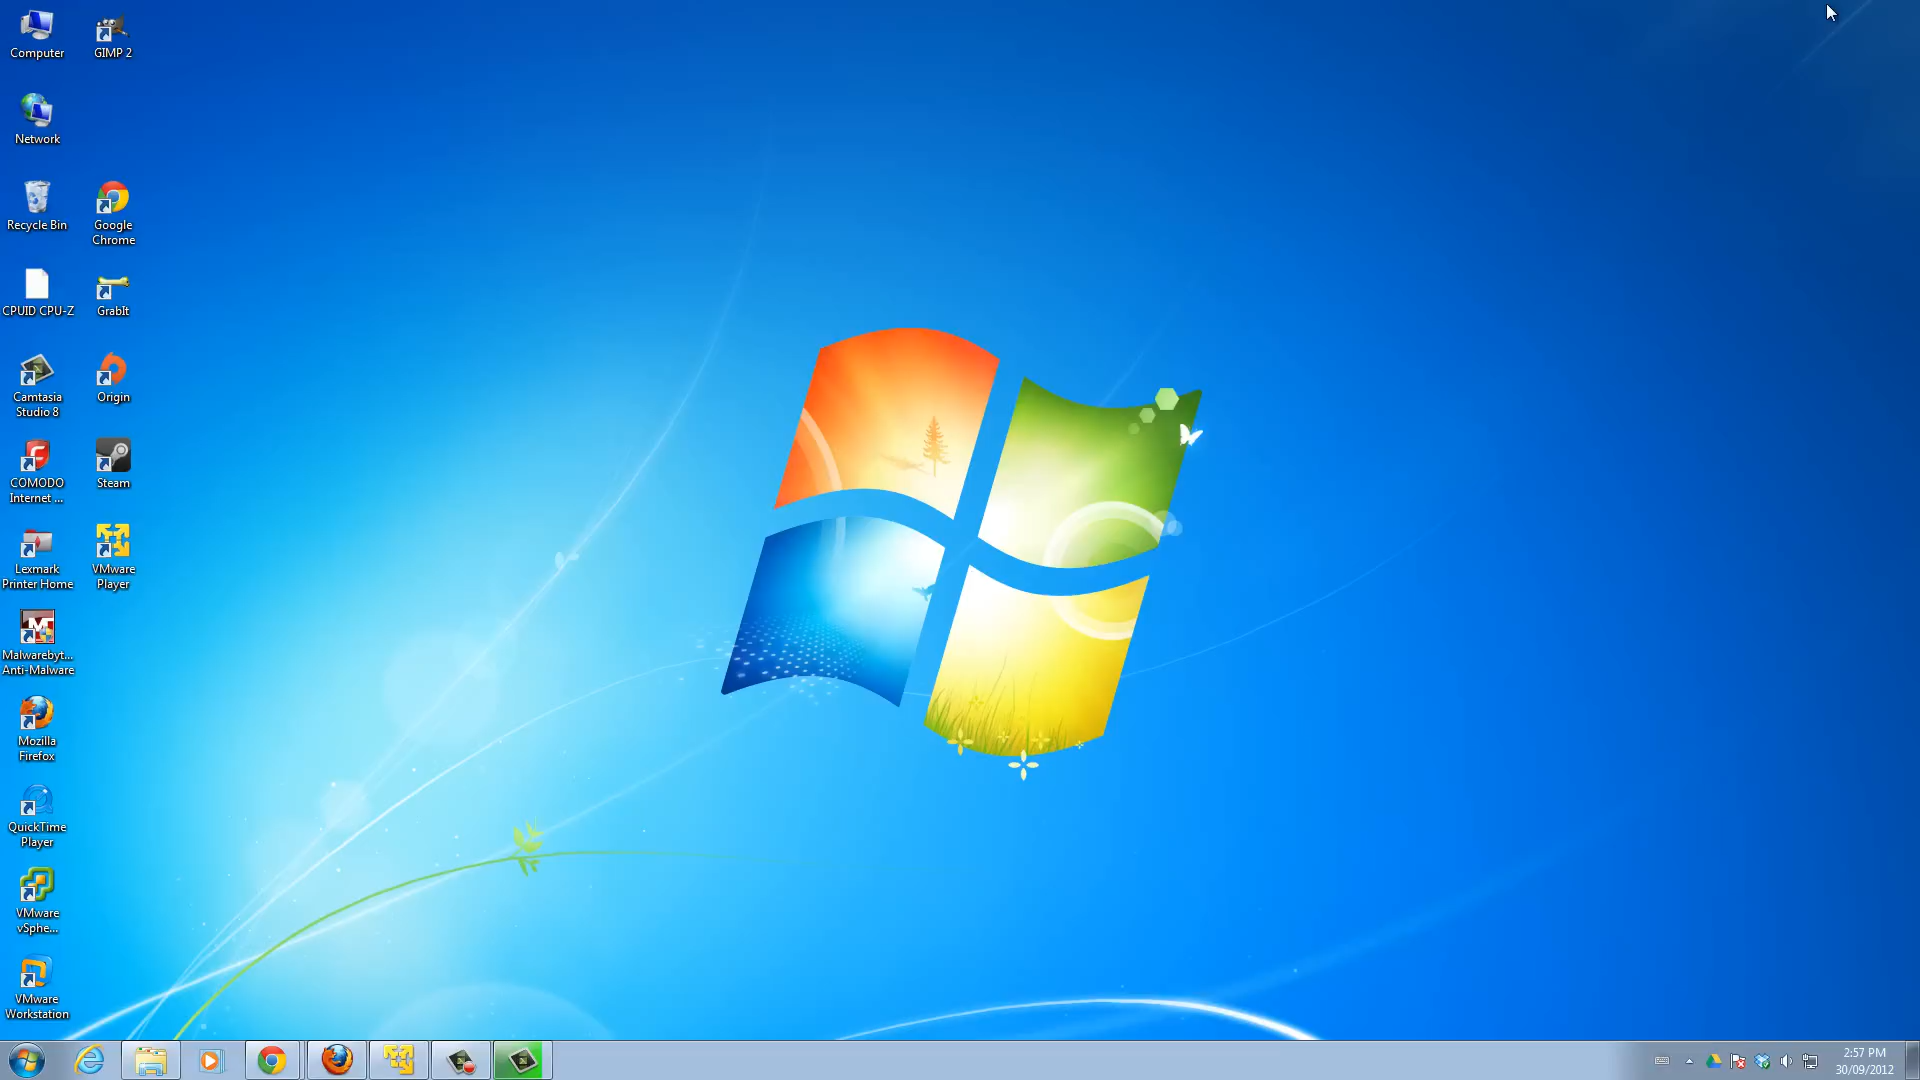 Computer
GIMP 2
Network
Recycle Bin
Google
Chrome
CPUID CPU-Z
GrabIt
Camtasia
Studio 8
Origin
COMODO
Internet ...
Steam
Lexmark
Printer Home
VMware
Player
Malwarebyt...
Anti-Malware
Mozilla
Firefox
QuickTime
Player
VMware
vSphe...
VMware
Workstation
2:57 PM
30/09/2012